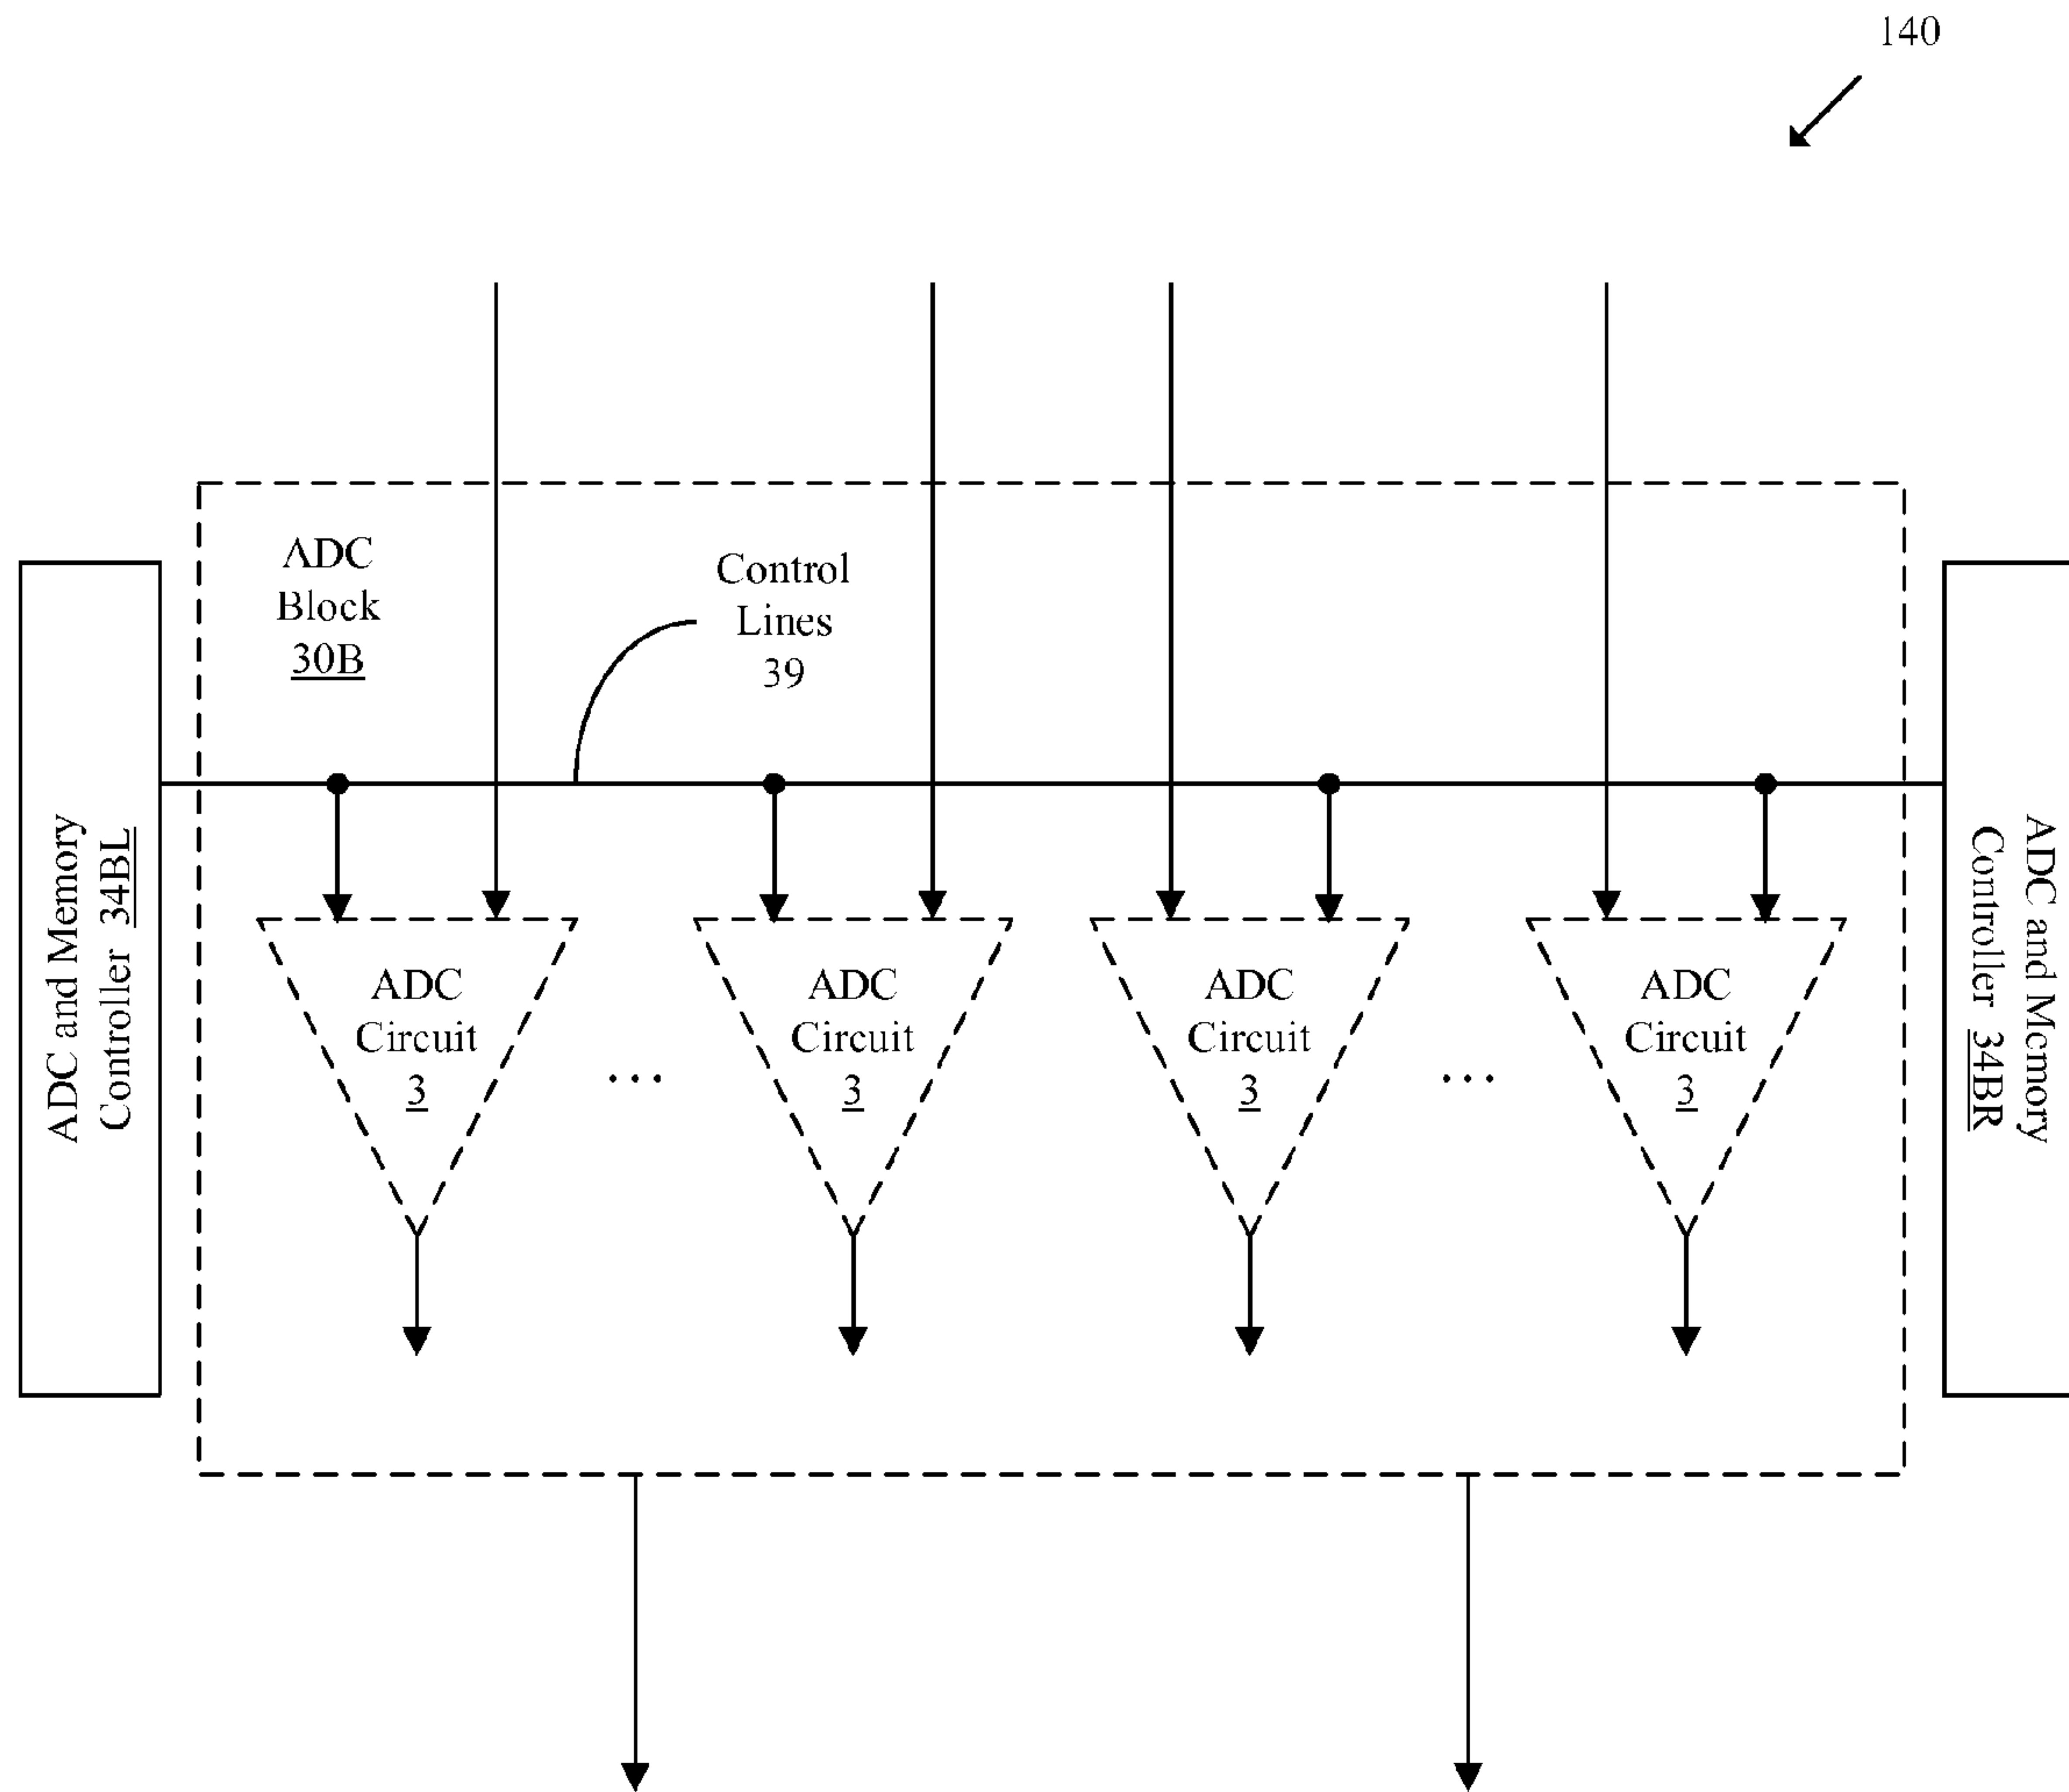 140
ADC
Block
30B
Control
Lines
39
ADC and Memory
Controller 34BL
ADC and Memory
Controller 34BR
ADC
Circuit
3
...
ADC
Circuit
3
ADC
Circuit
3
...
ADC
Circuit
3